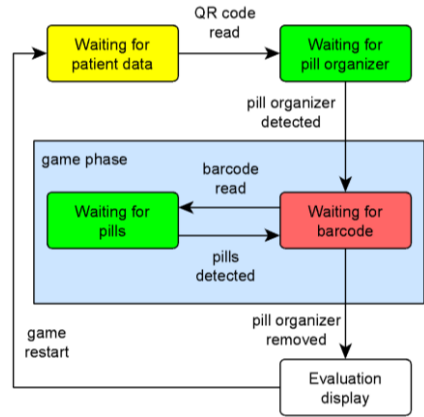 QR code
read
Waiting for
patient data
Waiting for
pill organizer
pill organizer
detected
game phase
barcode
read
Waiting for
pills
Waiting for
barcode
pills
detected
pill organizer
removed
game
restart
Evaluation
display